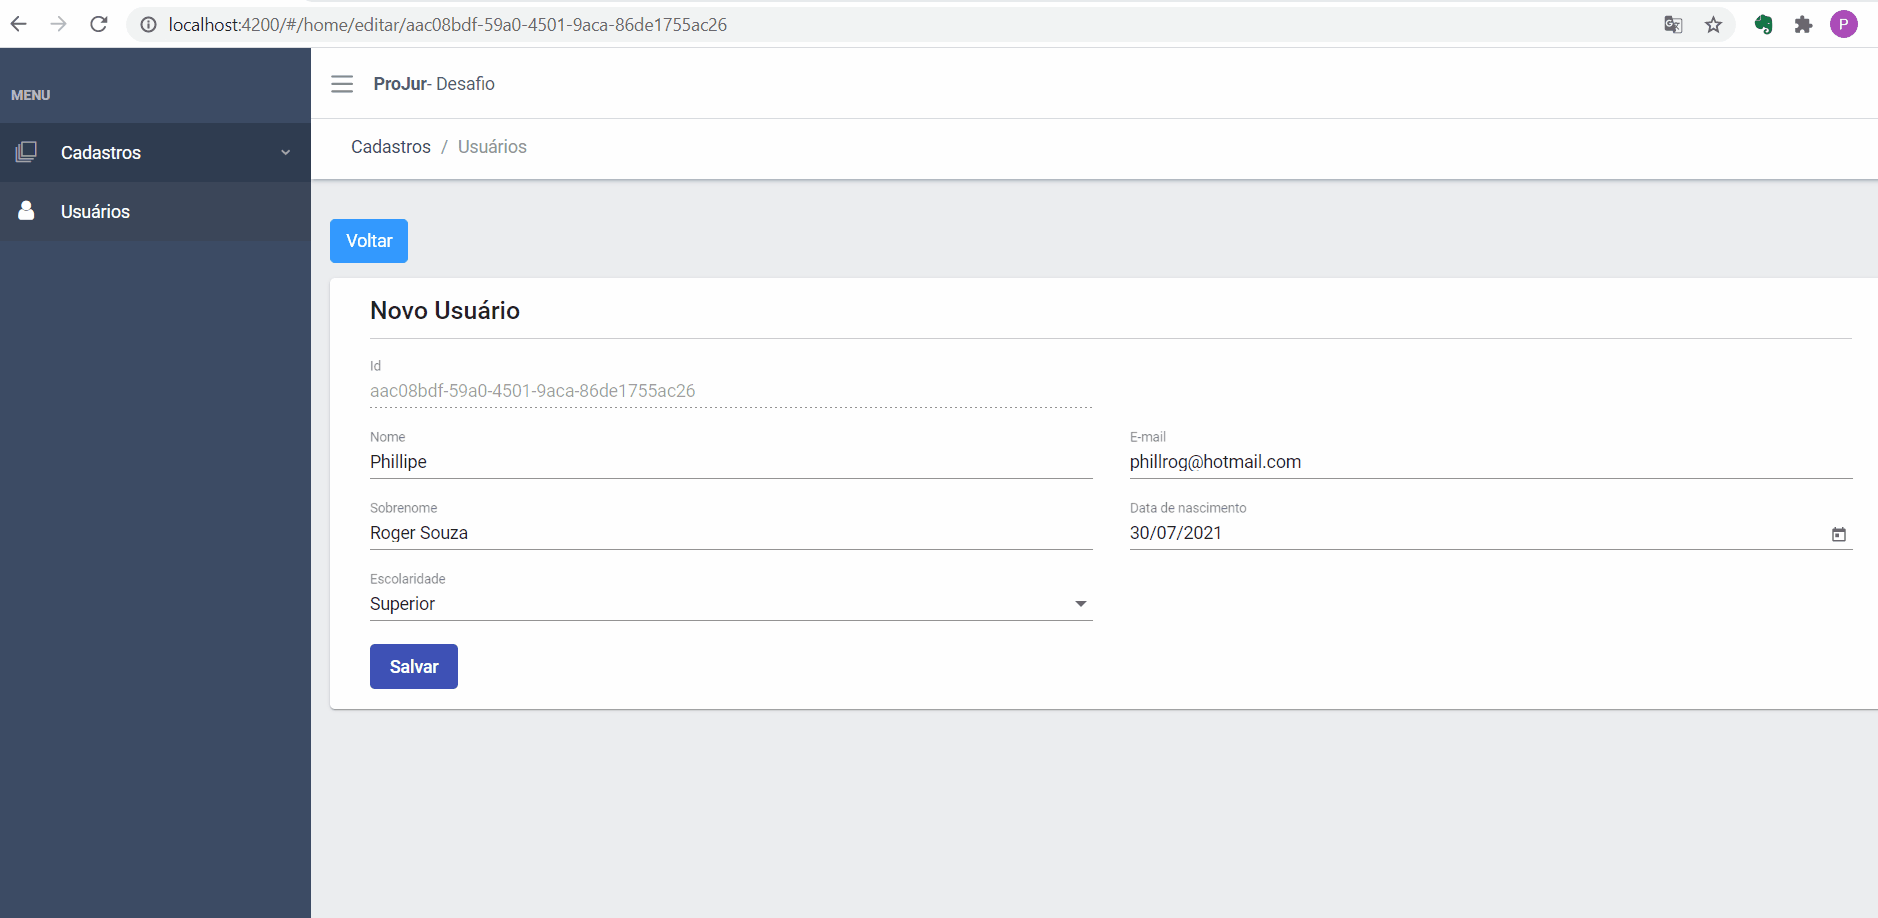 localhost:4200/#/home/editar/aac08bdf-59a0-4501-9aca-86de1755ac26
P
MENU
ProJur- Desafio
Cadastros
Cadastros / Usuários
Usuários
Voltar
Novo Usuário
Id
aac08bdf-59a0-4501-9aca-86de1755ac26
Nome
Phillipe
E-mail
phillrog@hotmail.com
Sobrenome
Roger Souza
Data de nascimento
30/07/2021
Escolaridade
Superior
Salvar